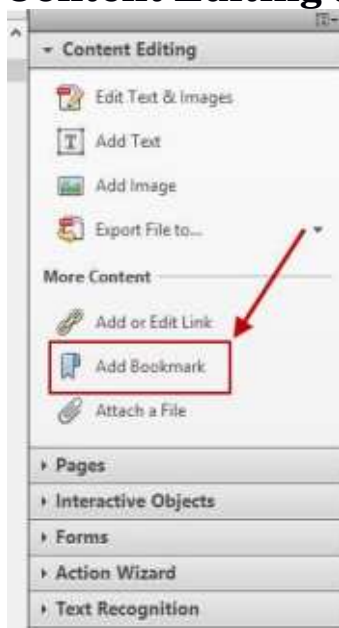 Content Editing
Content Editing
Edit Text & Images
Add Text
Add Image
Export File to...
More Content
Add or Edit Link
Add Bookmark
Attach a File
Pages
Interactive Objects
Forms
Action Wizard
Text Recognition